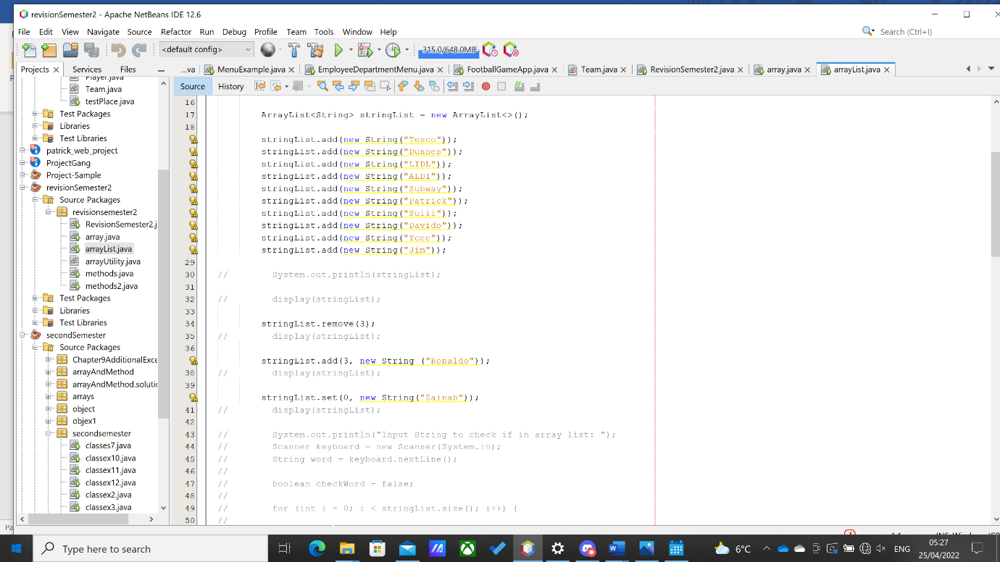 revisionSemester2 - Apache NetBeans IDE 12.6
File Edit View Navigate Source Refactor Run Debug Profile Team Tools Window Help
Search (Ctrl+I)
<default config>
315.0/648.0MB
Projects Services Files
...va MenuExample.java EmployeeDepartmentMenu.java FootballGameApp.java Team.java RevisionSemester2.java array.java arrayList.java
Source History
Player.java
Team.java
testPlace.java
Test Packages
Libraries
Test Libraries
patrick_web_project
ProjectGang
Project-Sample
revisionSemester2
Source Packages
revisionsemester2
RevisionSemester2.j
array.java
arrayList.java
arrayUtility.java
methods.java
methods2.java
Test Packages
Libraries
Test Libraries
secondSemester
Source Packages
Chapter9AdditionalExce
arrayAndMethod
arrayAndMethod.solutic
arrays
object
objex1
secondsemester
classes7.java
classex10.java
classex11.java
classex12.java
classex2.java
classex3.java
16
17 ArrayList<String> stringList = new ArrayList<>();
18
stringList.add(new String("Tesco"));
stringList.add(new String("Dunnes"));
stringList.add(new String("LIDL"));
stringList.add(new String("ALDI"));
stringList.add(new String("Subway"));
stringList.add(new String("Patrick"));
stringList.add(new String("Suiii"));
stringList.add(new String("Davido"));
stringList.add(new String("Ycee"));
stringList.add(new String("Jim"));
29
30 // System.out.println(stringList);
31
32 // display(stringList);
33
34 stringList.remove(3);
35 // display(stringList);
36
stringList.add(3, new String ("Ronaldo"));
38 // display(stringList);
39
stringList.set(0, new String("Zainab"));
41 // display(stringList);
42
43 // System.out.println("Input String to check if in array list: ");
44 // Scanner keyboard = new Scanner(System.in);
45 // String word = keyboard.nextLine();
46 //
47 // boolean checkWord = false;
48 //
49 // for (int i = 0; i < stringList.size(); i++) {
50 //
Type here to search
6°C
ENG
05:27
25/04/2022